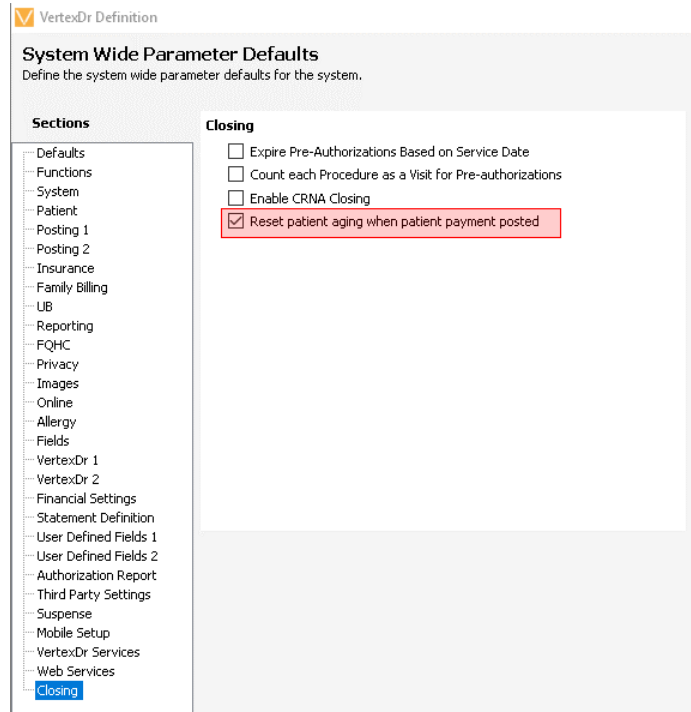 VertexDr Definition
System Wide Parameter Defaults
Define the system wide parameter defaults for the system.
Sections
Defaults
Functions
System
Patient
Posting 1
Posting 2
Insurance
Family Billing
UB
Reporting
FQHC
Privacy
Images
Online
Allergy
Fields
VertexDr 1
VertexDr 2
Financial Settings
Statement Definition
User Defined Fields 1
User Defined Fields 2
Authorization Report
Third Party Settings
Suspense
Mobile Setup
VertexDr Services
Web Services
Closing
Closing
Expire Pre-Authorizations Based on Service Date
Count each Procedure as a Visit for Pre-authorizations
Enable CRNA Closing
Reset patient aging when patient payment posted